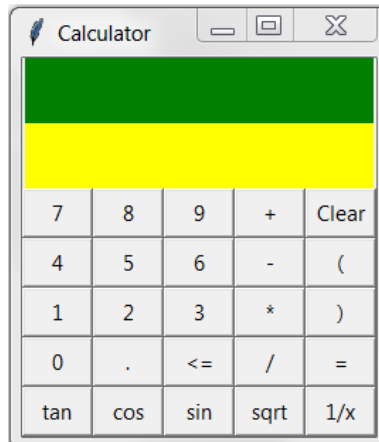 Calculator
7 8 9 + Clear
4 5 6 - (
1 2 3 * )
0 . <= / =
tan cos sin sqrt 1/x